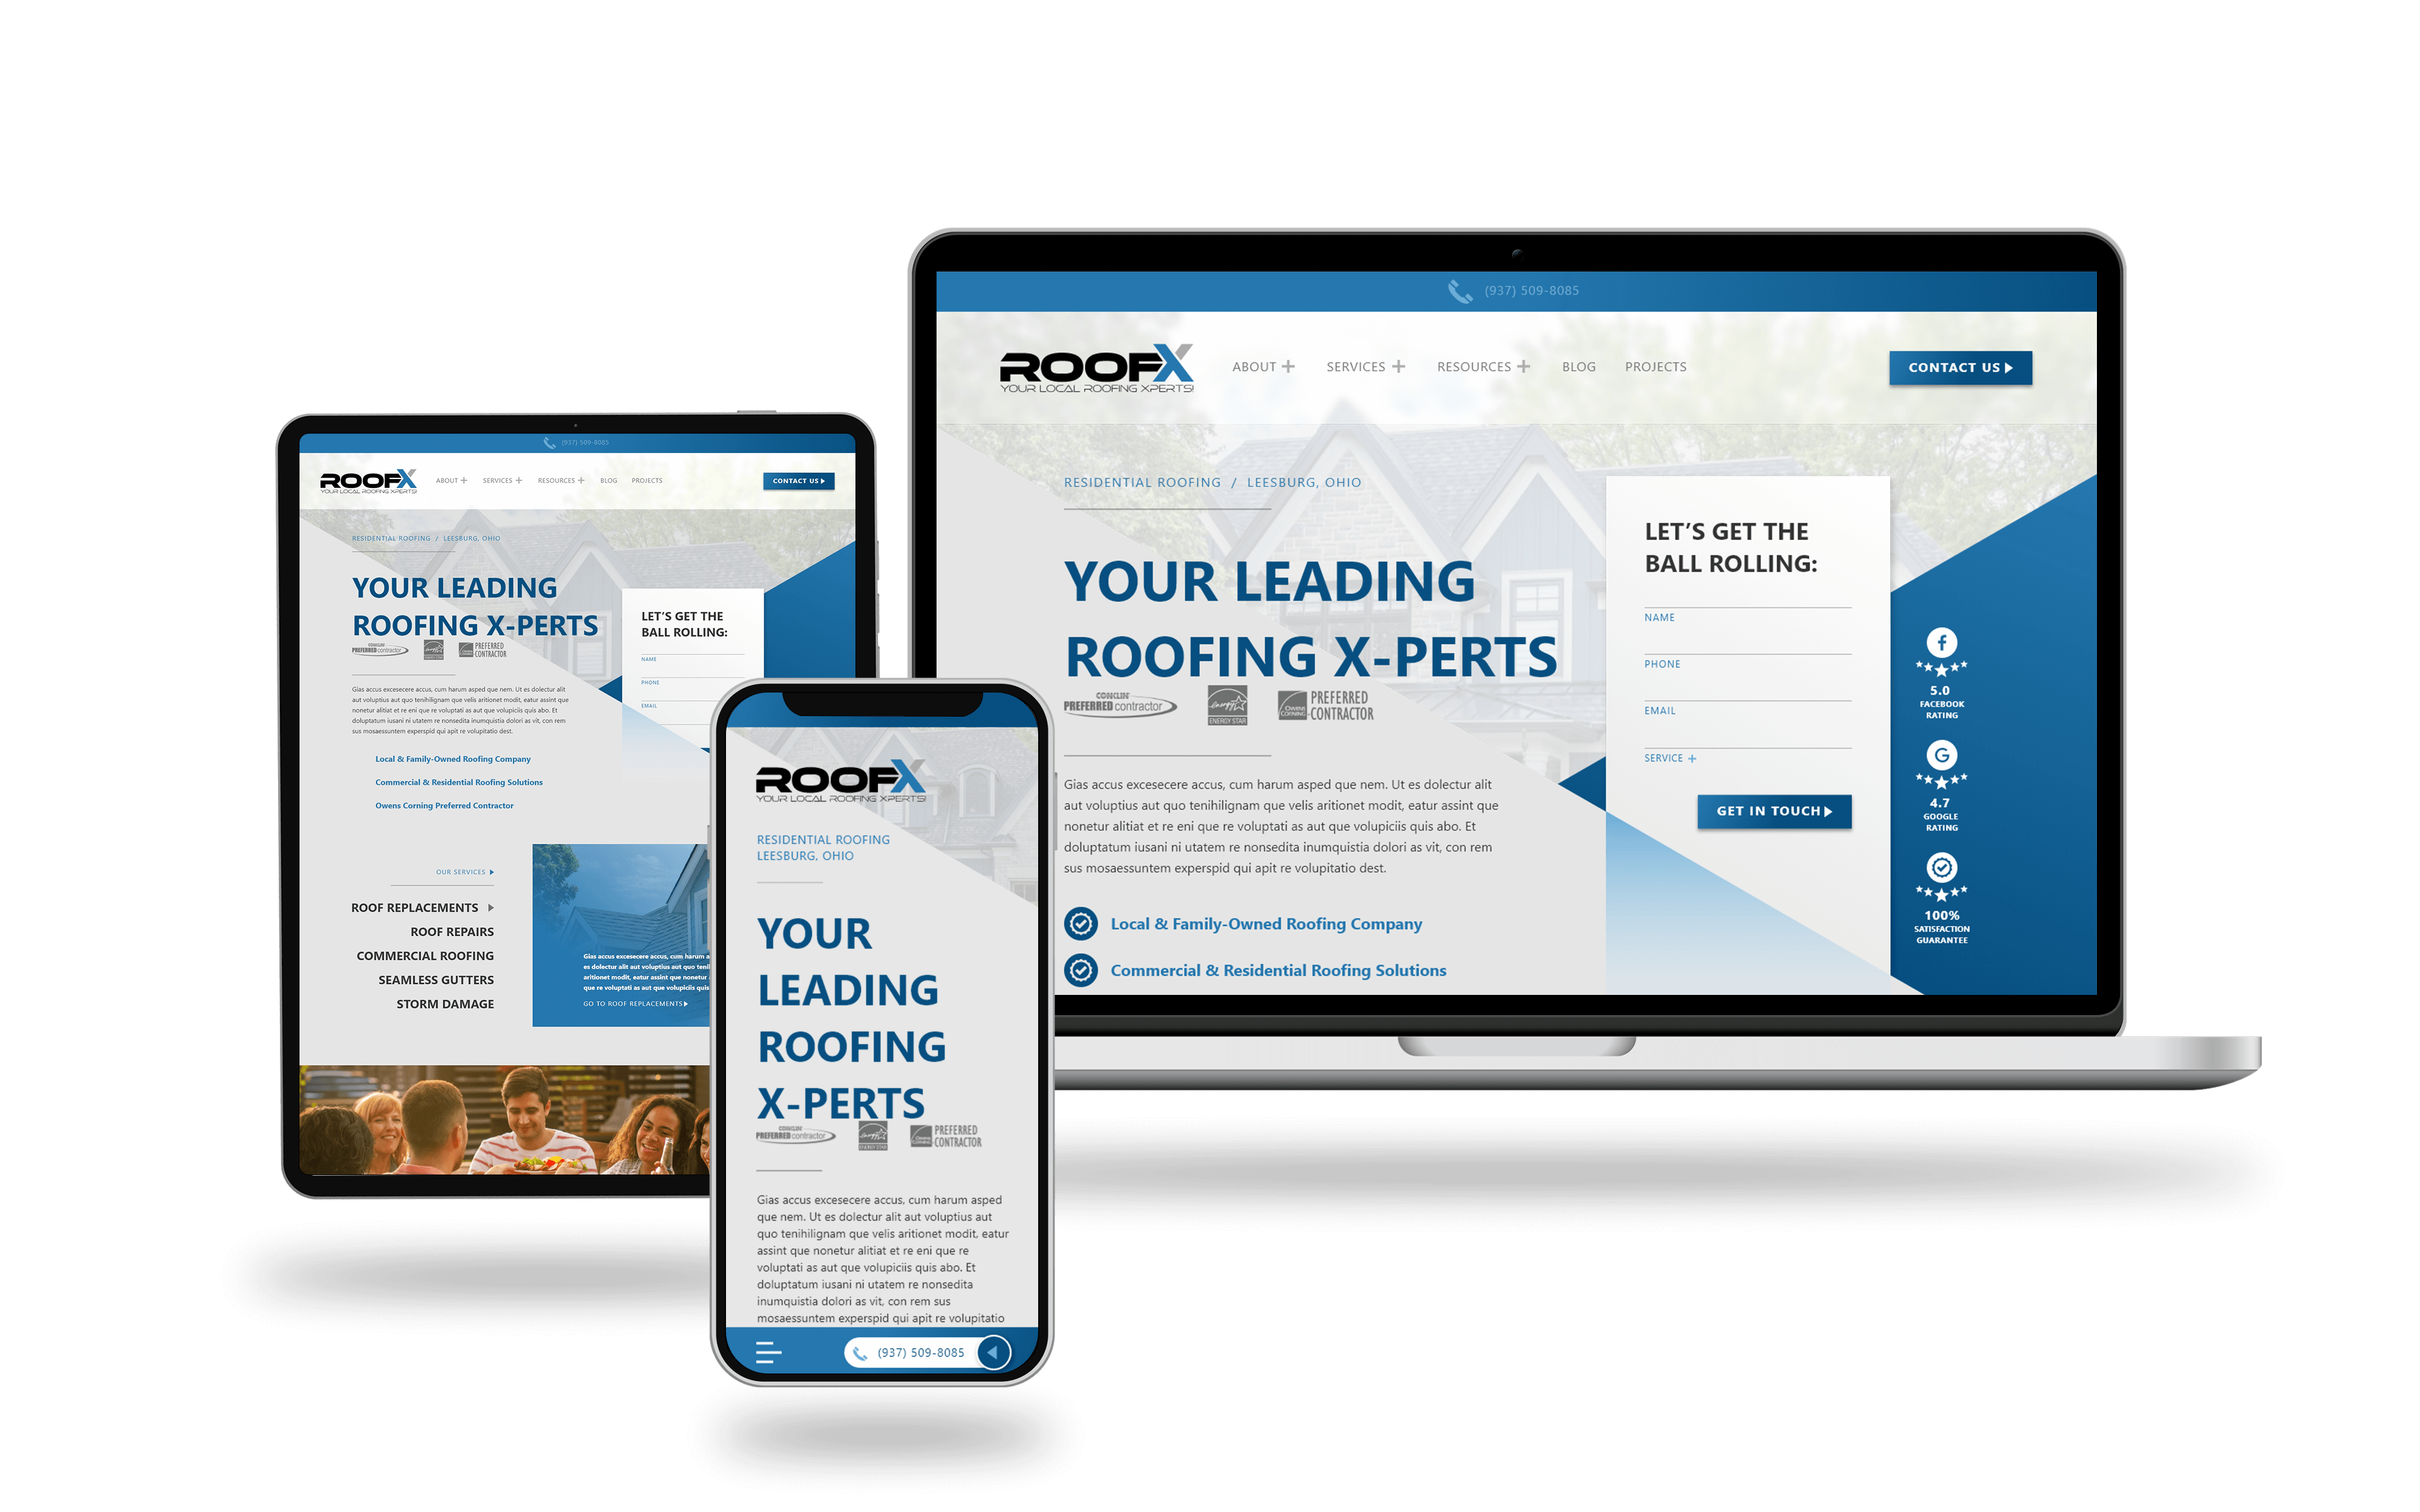 (937) 509-8085
ROOFX
YOUR LOCAL ROOFING XPERTS!
ABOUT + SERVICES + RESOURCES + BLOG PROJECTS
CONTACT US
RESIDENTIAL ROOFING / LEESBURG, OHIO
YOUR LEADING
ROOFING X-PERTS
CONKLIN
PREFERRED contractor
energy
ENERGY STAR
OWENS CORNING
PREFERRED
CONTRACTOR
Gias accus excesecere accus, cum harum asped que nem. Ut es dolectur alit
aut voluptius aut quo tenihilignam que velis aritionet modit, eatur assint que
nonetur alitiat et re eni que re voluptati as aut que volupiciis quis abo. Et
doluptatum iusani ni utatem re nonsedita inumquistia dolori as vit, con rem
sus mosaessuntem experspid qui apit re volupitatio dest.
Local & Family-Owned Roofing Company
Commercial & Residential Roofing Solutions
LET'S GET THE
BALL ROLLING:
NAME
PHONE
EMAIL
SERVICE +
GET IN TOUCH
5.0
FACEBOOK
RATING
4.7
GOOGLE
RATING
100%
SATISFACTION
GUARANTEE
(937) 509-8085
ROOFX
YOUR LOCAL ROOFING XPERTS!
ABOUT + SERVICES + RESOURCES + BLOG PROJECTS
CONTACT US
RESIDENTIAL ROOFING / LEESBURG, OHIO
YOUR LEADING
ROOFING X-PERTS
CONKLIN
PREFERRED contractor
PREFERRED
CONTRACTOR
Gias accus excesecere accus, cum harum asped que nem. Ut es dolectur alit
aut voluptius aut quo tenihilignam que velis aritionet modit, eatur assint que
nonetur alitiat et re eni que re voluptati as aut que volupiciis quis abo. Et
doluptatum iusani ni utatem re nonsedita inumquistia dolori as vit, con rem
sus mosaessuntem experspid qui apit re volupitatio dest.
Local & Family-Owned Roofing Company
Commercial & Residential Roofing Solutions
Owens Corning Preferred Contractor
LET'S GET THE
BALL ROLLING:
NAME
PHONE
EMAIL
OUR SERVICES
ROOF REPLACEMENTS
ROOF REPAIRS
COMMERCIAL ROOFING
SEAMLESS GUTTERS
STORM DAMAGE
Gias accus excesecere accus, cum harum
es dolectur alit aut voluptius aut quo
aritionet modit, eatur assint que nonetur
que re voluptati as aut que volupiciis quis
GO TO ROOF REPLACEMENTS
ROOFX
YOUR LOCAL ROOFING XPERTS!
RESIDENTIAL ROOFING
LEESBURG, OHIO
YOUR
LEADING
ROOFING
X-PERTS
CONKLIN
PREFERRED contractor
energy
ENERGY STAR
PREFERRED
CONTRACTOR
Gias accus excesecere accus, cum harum asped
que nem. Ut es dolectur alit aut voluptius aut
quo tenihilignam que velis aritionet modit, eatur
assint que nonetur alitiat et re eni que re
voluptati as aut que volupiciis quis abo. Et
doluptatum iusani ni utatem re nonsedita
inumquistia dolori as vit, con rem sus
mosaessuntem experspid qui apit re volupitatio
(937) 509-8085